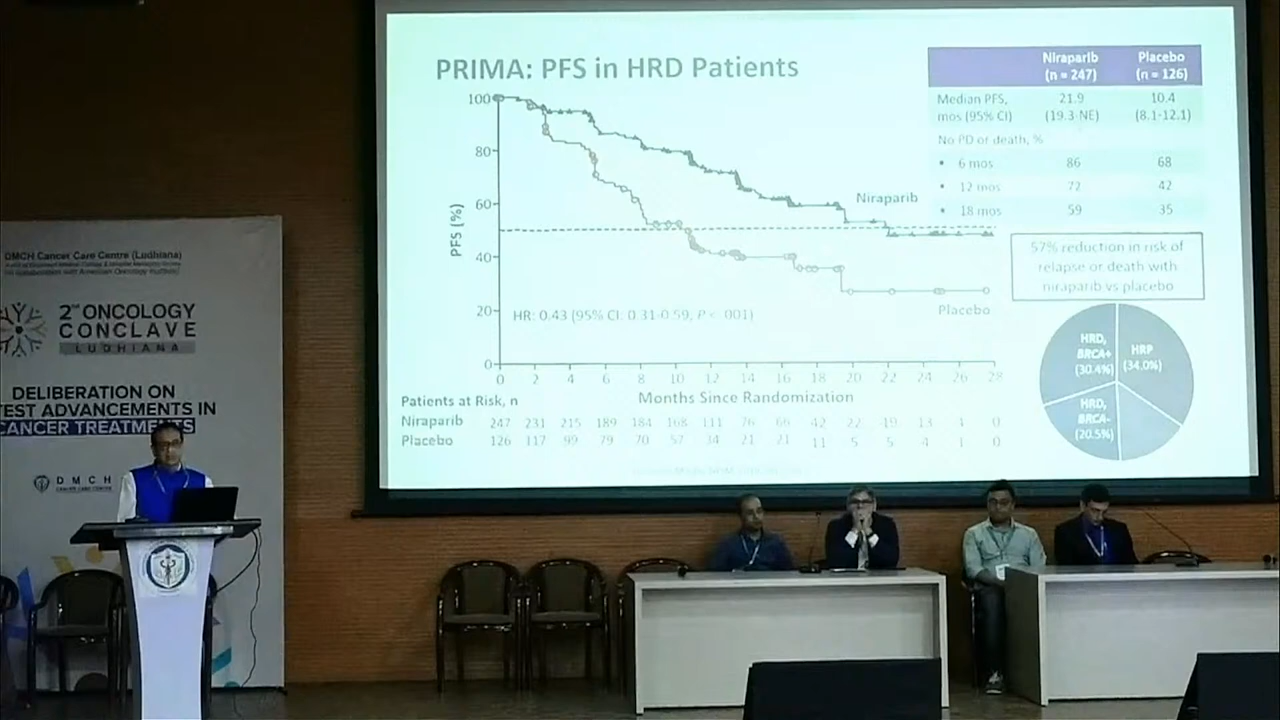 PRIMA: PFS in HRD Patients
Niraparib
(n = 247)
Placebo
(n = 126)
Median PFS,
mos (95% CI)
21.9
(19.3-NE)
10.4
(8.1-12.1)
No PD or death, %
• 6 mos 86 68
• 12 mos 72 42
• 18 mos 59 35
57% reduction in risk of
relapse or death with
niraparib vs placebo
HRD,
BRCA+
(30.4%)
HRP
(34.0%)
HRD,
BRCA-
(20.5%)
PFS (%)
100
80
60
40
20
0
Niraparib
Placebo
HR: 0.43 (95% CI: 0.31-0.59, P < .001)
0 2 4 6 8 10 12 14 16 18 20 22 24 26 28
Months Since Randomization
Patients at Risk, n
Niraparib 247 231 215 189 184 168 111 76 66 42 22 19 13 4 0
Placebo 126 117 99 79 70 57 34 21 21 11 5 5 4 1 0
DMCH Cancer Care Centre (Ludhiana)
2ND ONCOLOGY
CONCLAVE
LUDHIANA
DELIBERATION ON
TEST ADVANCEMENTS IN
CANCER TREATMENTS
DMCH
CANCER CARE CENTER